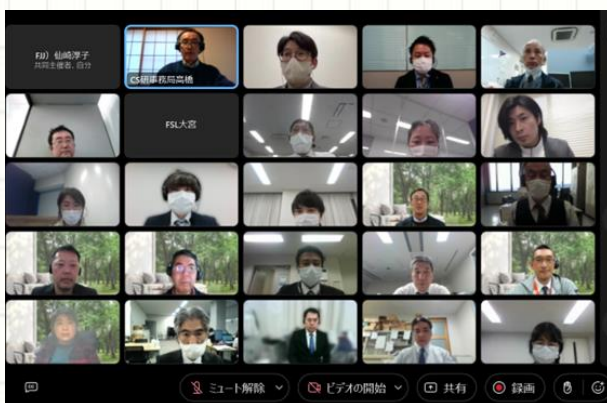 FJJ）仙崎淳子
共同主催者, 自分
CS研事務局高橋
FSL大宮
ミュート解除
ビデオの開始
共有
録画